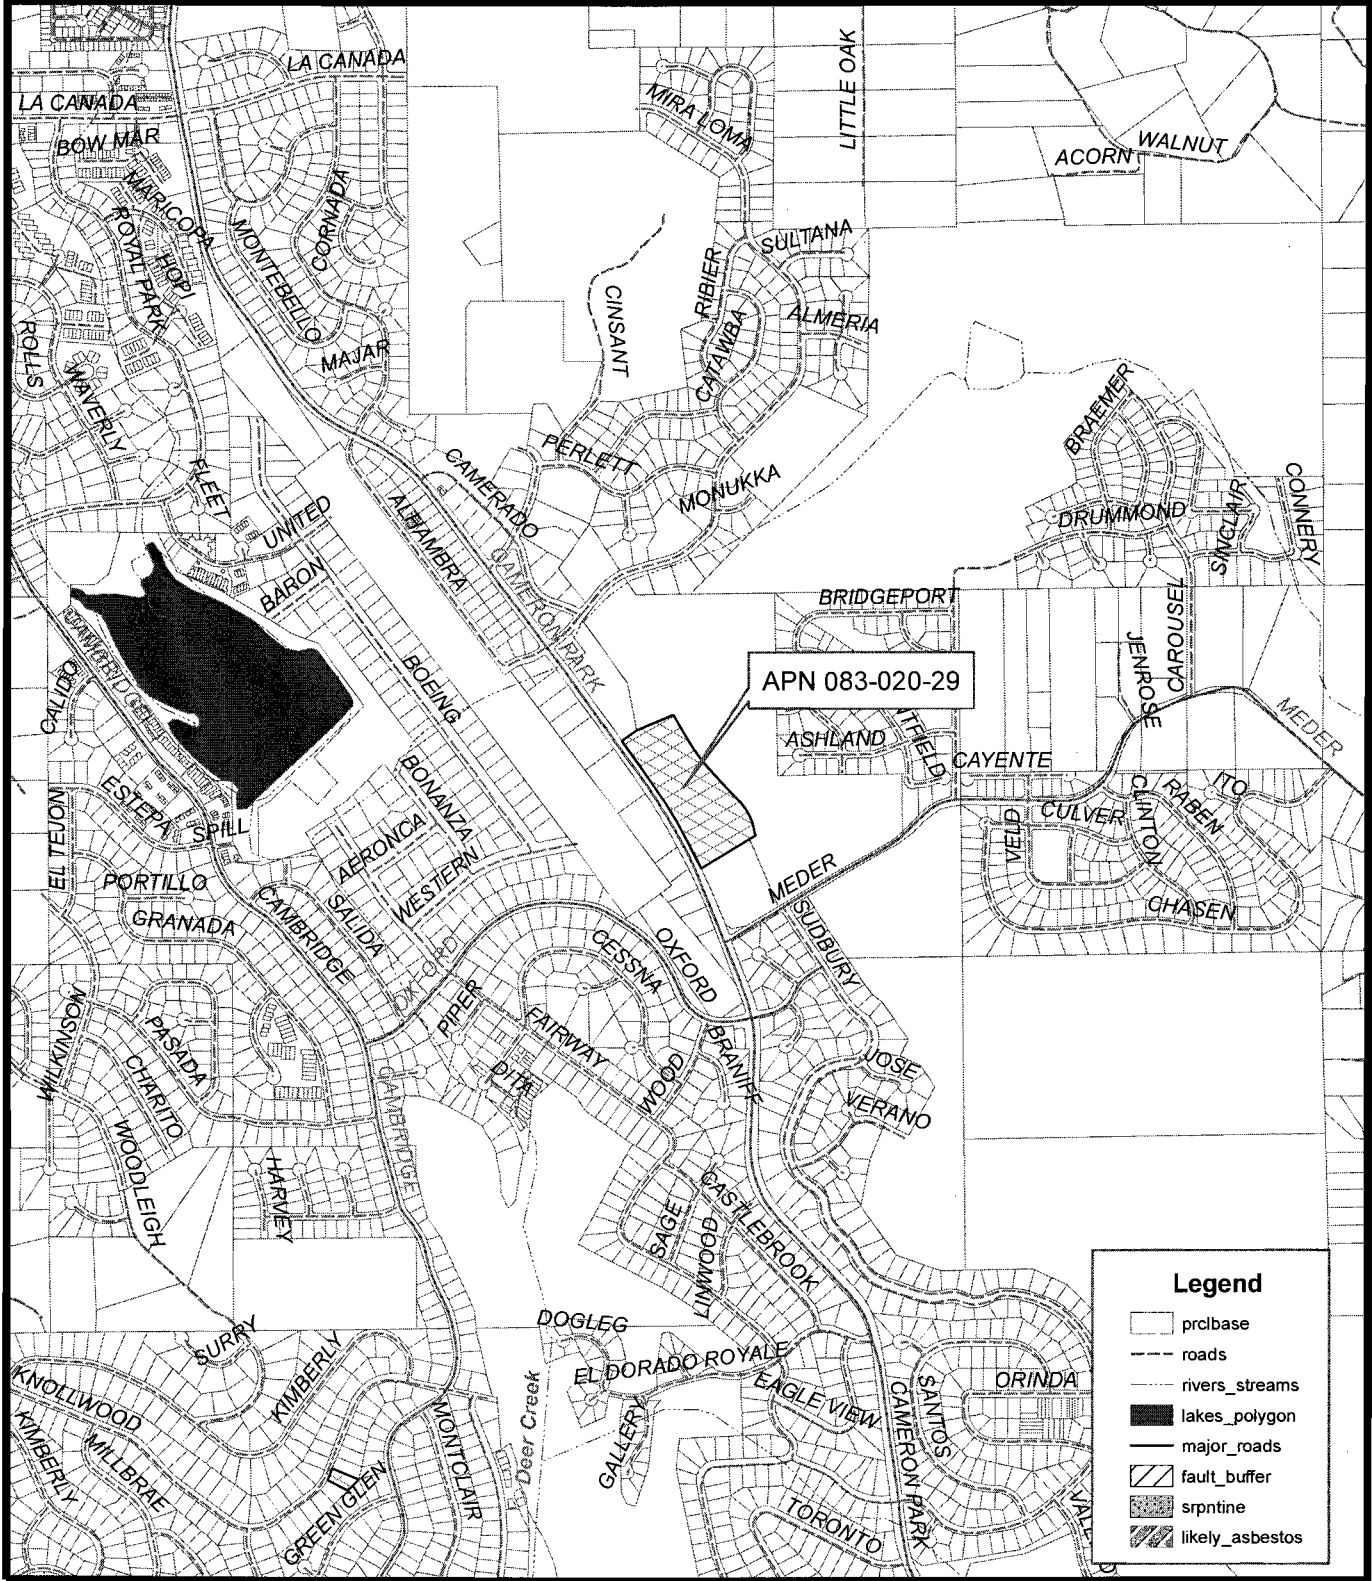 LA CANADA
LA CANADA
BOW MAR
MARICOPA
ROYAL PARK
HOPI
MONTEBELLO
CORNADA
MAJAR
ROLLS
WAVERLY
FLEET
UNITED
BARON
MIRA LOMA
LITTLE OAK
ACORN
WALNUT
SULTANA
RIBIER
CINSANT
CATAWBA
ALMERIA
PERLETT
MONUKKA
CAMERADO
ALHAMBRA
CAMERON PARK
BRAEMER
DRUMMOND
SINCLAIR
CONNERY
BRIDGEPORT
CAROUSEL
JENROSE
MEDER
APN 083-020-29
ASHLAND
NTFIELD
CAYENTE
CULVER
VELD
CLINTON
RABEN
ITO
CHASEN
CAMBRIDGE
CALIDO
BOEING
BONANZA
AERONCA
WESTERN
ESTEPA
SPILL
EL TEJON
PORTILLO
GRANADA
CAMBRIDGE
SALIDA
OXFORD
MEDER
SUDBURY
OXFORD
CESSNA
PIPER
FAIRWAY
DITA
WOOD
BRANIFF
JOSE
VERANO
WILKINSON
PASADA
CHARITO
WOODLEIGH
HARVEY
CAMBRIDGE
SAGE
LINWOOD
CASTLEBROOK
DOGLEG
EL DORADO ROYALE
EAGLE VIEW
GALLERY
CAMERON PARK
SANTOS
ORINDA
TORONTO
SURRY
KIMBERLY
KNOLLWOOD
KIMBERLY
MILLBRAE
GREEN GLEN
MONTCLAIR
Deer Creek
Legend
prclbase
roads
rivers_streams
lakes_polygon
major_roads
fault_buffer
srpntine
likely_asbestos